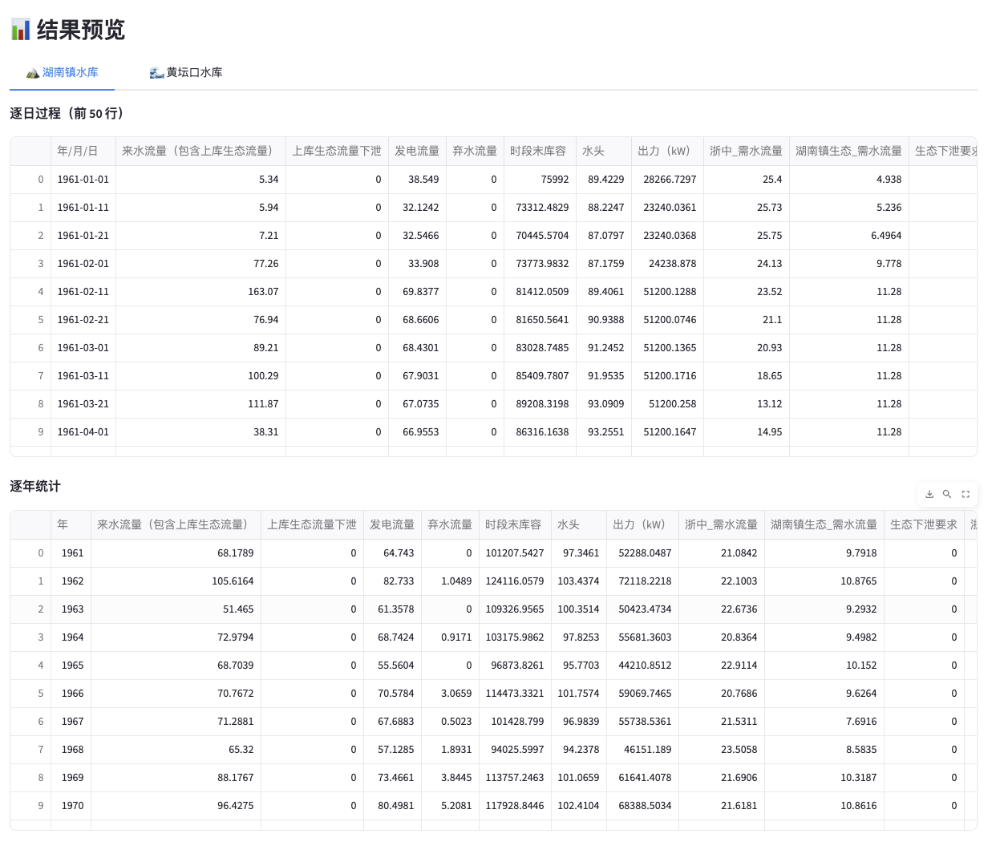 结果预览
湖南镇水库 黄坛口水库
逐日过程（前 50 行）
年/月/日 来水流量（包含上库生态流量） 上库生态流量下泄 发电流量 弃水流量 时段末库容 水头 出力（kW） 浙中_需水流量 湖南镇生态_需水流量 生态下泄要求
0 1961-01-01 5.34 0 38.549 0 75992 89.4229 28266.7297 25.4 4.938
1 1961-01-11 5.94 0 32.1242 0 73312.4829 88.2247 23240.0361 25.73 5.236
2 1961-01-21 7.21 0 32.5466 0 70445.5704 87.0797 23240.0368 25.75 6.4964
3 1961-02-01 77.26 0 33.908 0 73773.9832 87.1759 24238.878 24.13 9.778
4 1961-02-11 163.07 0 69.8377 0 81412.0509 89.4061 51200.1288 23.52 11.28
5 1961-02-21 76.94 0 68.6606 0 81650.5641 90.9388 51200.0746 21.1 11.28
6 1961-03-01 89.21 0 68.4301 0 83028.7485 91.2452 51200.1365 20.93 11.28
7 1961-03-11 100.29 0 67.9031 0 85409.7807 91.9535 51200.1716 18.65 11.28
8 1961-03-21 111.87 0 67.0735 0 89208.3198 93.0909 51200.258 13.12 11.28
9 1961-04-01 38.31 0 66.9553 0 86316.1638 93.2551 51200.1647 14.95 11.28
逐年统计
年 来水流量（包含上库生态流量） 上库生态流量下泄 发电流量 弃水流量 时段末库容 水头 出力（kW） 浙中_需水流量 湖南镇生态_需水流量 生态下泄要求
0 1961 68.1789 0 64.743 0 101207.5427 97.3461 52288.0487 21.0842 9.7918 0
1 1962 105.6164 0 82.733 1.0489 124116.0579 103.4374 72118.2218 22.1003 10.8765 0
2 1963 51.465 0 61.3578 0 109326.9565 100.3514 50423.4734 22.6736 9.2932 0
3 1964 72.9794 0 68.7424 0.9171 103175.9862 97.8253 55681.3603 20.8364 9.4982 0
4 1965 68.7039 0 55.5604 0 96873.8261 95.7703 44210.8512 22.9114 10.152 0
5 1966 70.7672 0 70.5784 3.0659 114473.3321 101.7574 59069.7465 20.7686 9.6264 0
6 1967 71.2881 0 67.6883 0.5023 101428.799 96.9839 55738.5361 21.5311 7.6916 0
7 1968 65.32 0 57.1285 1.8931 94025.5997 94.2378 46151.189 23.5058 8.5835 0
8 1969 88.1767 0 73.4661 3.8445 113757.2463 101.0659 61641.4078 21.6906 10.3187 0
9 1970 96.4275 0 80.4981 5.2081 117928.8446 102.4104 68388.5034 21.6181 10.8616 0